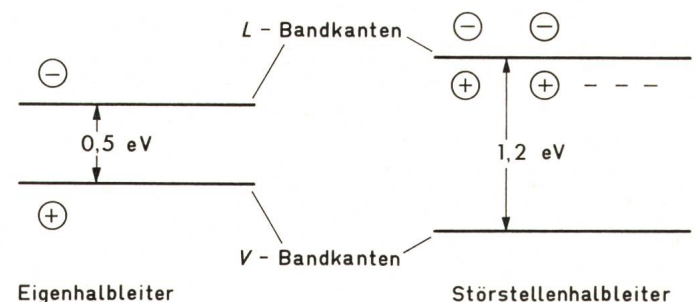 L – Bandkanten
0,5 eV
1,2 eV
V – Bandkanten
Eigenhalbleiter
Störstellenhalbleiter